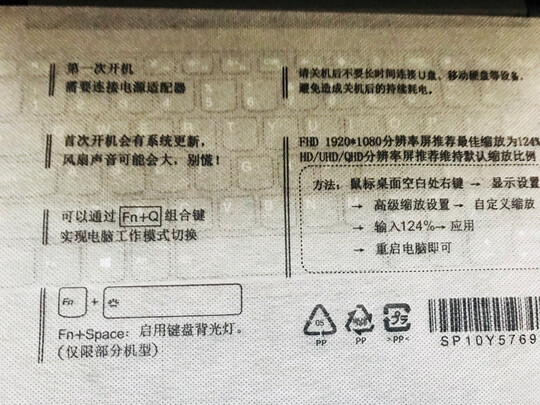 第一次开机
需要连接电源适配器
请关机后不要长时间连接U盘、移动硬盘等设备，
避免造成关机后的持续耗电。
首次开机会有系统更新，
风扇声音可能会大，别慌！
FHD 1920*1080分辨率屏推荐最佳缩放为124%
HD/UHD/QHD分辨率屏推荐维持默认缩放比例
方法：鼠标桌面空白处右键 → 显示设置
→ 高级缩放设置 → 自定义缩放
→ 输入124% → 应用
→ 重启电脑即可
可以通过 Fn+Q 组合键
实现电脑工作模式切换
Fn +
Fn+Space：启用键盘背光灯。
(仅限部分机型)
05
PP
PP
プラ
>PP<
SP10Y5769